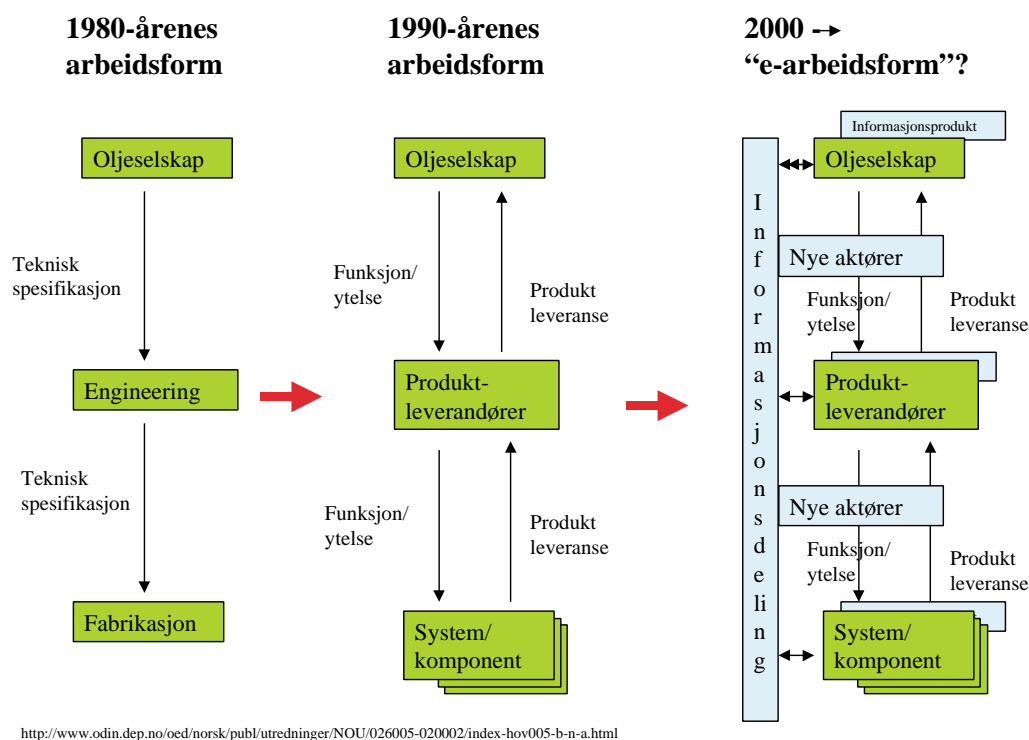 1980-årenes
arbeidsform
1990-årenes
arbeidsform
2000 →
“e-arbeidsform”?
Oljeselskap
Teknisk
spesifikasjon
Engineering
Teknisk
spesifikasjon
Fabrikasjon
Oljeselskap
Funksjon/
ytelse
Produkt
leveranse
Produkt-
leverandører
Funksjon/
ytelse
Produkt
leveranse
System/
komponent
Informasjonsdeling
Informasjonsprodukt
Oljeselskap
Nye aktører
Funksjon/
ytelse
Produkt
leveranse
Produkt-
leverandører
Nye aktører
Funksjon/
ytelse
Produkt
leveranse
System/
komponent
http://www.odin.dep.no/oed/norsk/publ/utredninger/NOU/026005-020002/index-hov005-b-n-a.html